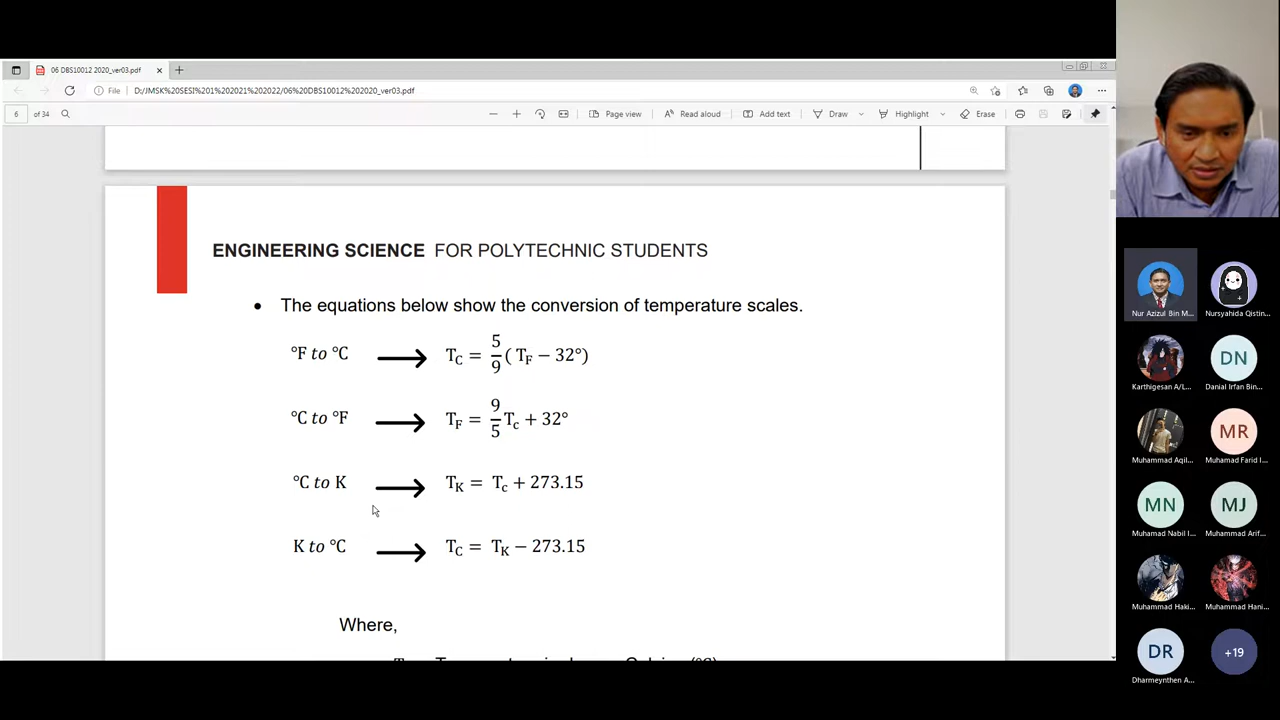 06 DBS10012 2020_ver03.pdf
File D:/JMSK%20SESI%201%202021%202022/06%20DBS10012%202020_ver03.pdf
6 of 34 Page view Read aloud Add text Draw Highlight Erase
ENGINEERING SCIENCE FOR POLYTECHNIC STUDENTS
• The equations below show the conversion of temperature scales.
°F to °C ⟶ T_C = 5/9 ( T_F − 32°)
°C to °F ⟶ T_F = 9/5 T_c + 32°
°C to K ⟶ T_K = T_c + 273.15
K to °C ⟶ T_C = T_K − 273.15
Where,
Nur Azizul Bin M...
Nursyahida Qistin...
Karthigesan A/L...
DN
Danial Irfan Bin...
Muhammad Aqil...
MR
Muhamad Farid I...
MN
Muhamad Nabil I...
MJ
Muhammad Arif...
Muhammad Haki...
Muhammad Hani...
DR
Dharmeynthen A...
+19